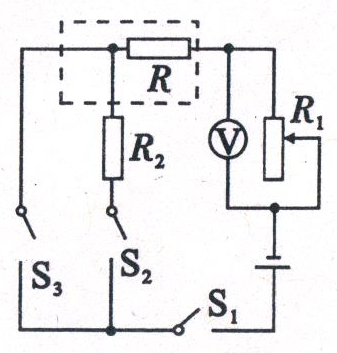 R
V
R₁
R₂
S₃
S₂
S₁